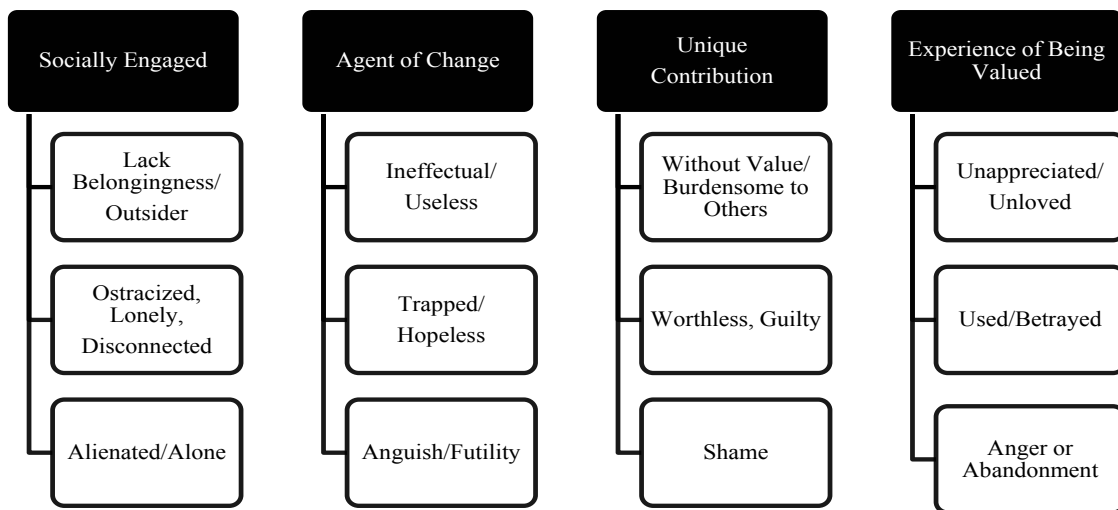 Socially Engaged
Lack
Belongingness/
Outsider
Ostracized,
Lonely,
Disconnected
Alienated/Alone
Agent of Change
Ineffectual/
Useless
Trapped/
Hopeless
Anguish/Futility
Unique
Contribution
Without Value/
Burdensome to
Others
Worthless, Guilty
Shame
Experience of Being
Valued
Unappreciated/
Unloved
Used/Betrayed
Anger or
Abandonment